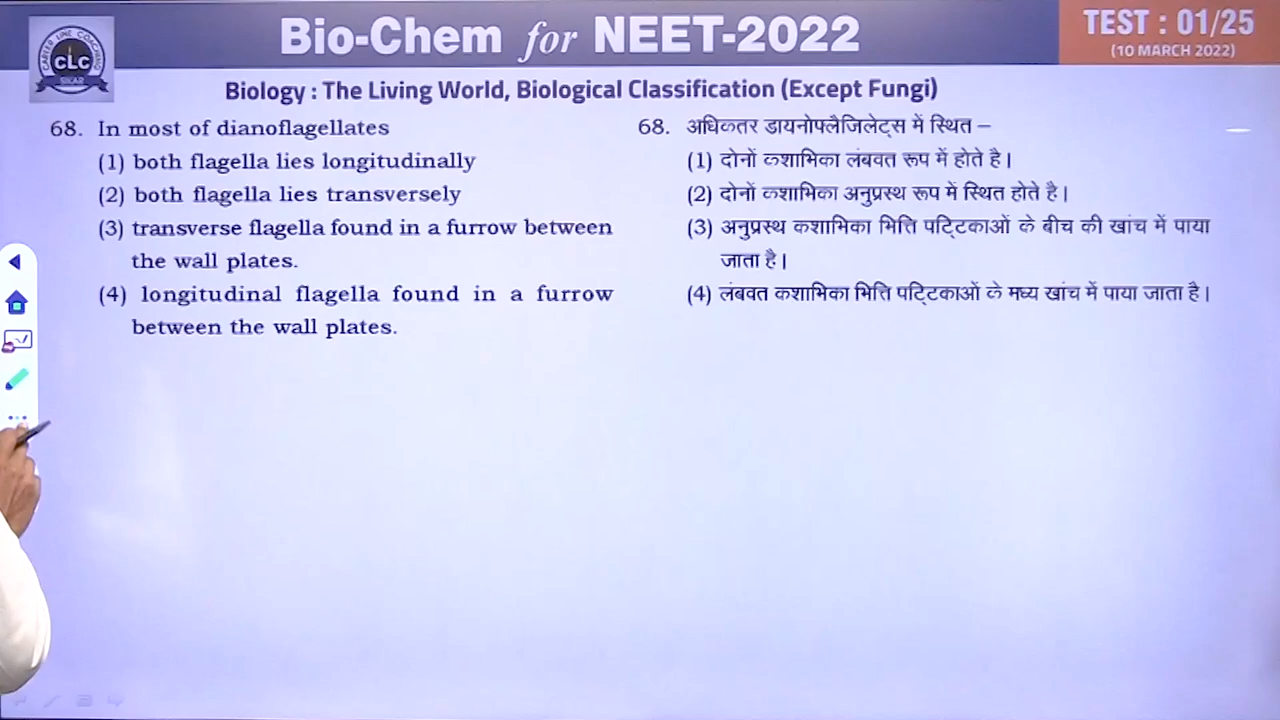 CAREER LINE COACHING
CLC
SIKAR
Bio-Chem for NEET-2022
TEST : 01/25
(10 MARCH 2022)
Biology : The Living World, Biological Classification (Except Fungi)
68. In most of dianoflagellates
(1) both flagella lies longitudinally
(2) both flagella lies transversely
(3) transverse flagella found in a furrow between
the wall plates.
(4) longitudinal flagella found in a furrow
between the wall plates.
68. अधिकतर डायनोफ्लैजिलेट्स में स्थित –
(1) दोनों कशाभिका लंबवत रूप में होते है।
(2) दोनों कशाभिका अनुप्रस्थ रूप में स्थित होते है।
(3) अनुप्रस्थ कशाभिका भित्ति पट्टिकाओं के बीच की खांच में पाया
जाता है।
(4) लंबवत कशाभिका भित्ति पट्टिकाओं के मध्य खांच में पाया जाता है।